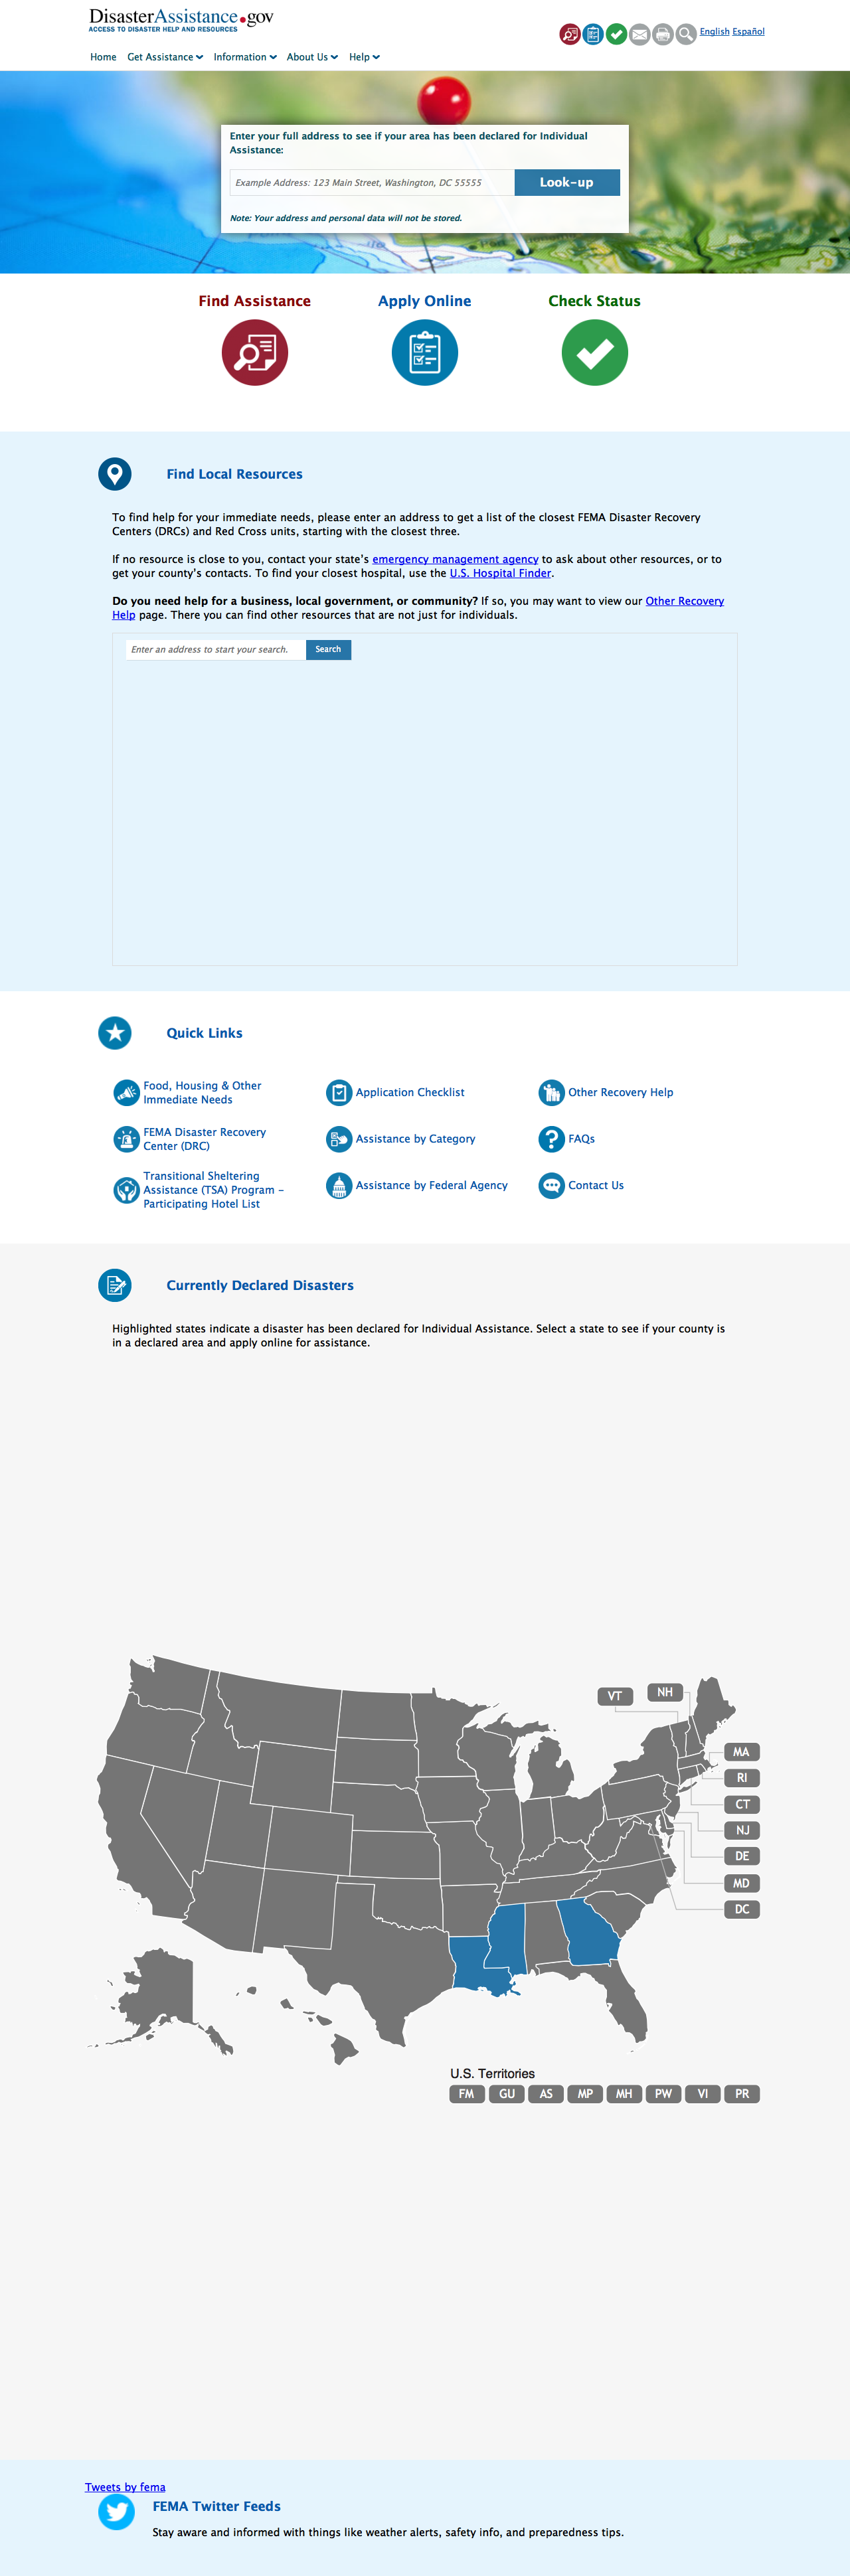 DisasterAssistance.gov
ACCESS TO DISASTER HELP AND RESOURCES
English Español
Home Get Assistance Information About Us Help
Enter your full address to see if your area has been declared for Individual
Assistance:
Example Address: 123 Main Street, Washington, DC 55555
Look-up
Note: Your address and personal data will not be stored.
Find Assistance
Apply Online
Check Status
Find Local Resources
To find help for your immediate needs, please enter an address to get a list of the closest FEMA Disaster Recovery
Centers (DRCs) and Red Cross units, starting with the closest three.
If no resource is close to you, contact your state's emergency management agency to ask about other resources, or to
get your county's contacts. To find your closest hospital, use the U.S. Hospital Finder.
Do you need help for a business, local government, or community? If so, you may want to view our Other Recovery
Help page. There you can find other resources that are not just for individuals.
Enter an address to start your search.
Search
Quick Links
Food, Housing & Other
Immediate Needs
Application Checklist
Other Recovery Help
FEMA Disaster Recovery
Center (DRC)
Assistance by Category
FAQs
Transitional Sheltering
Assistance (TSA) Program -
Participating Hotel List
Assistance by Federal Agency
Contact Us
Currently Declared Disasters
Highlighted states indicate a disaster has been declared for Individual Assistance. Select a state to see if your county is
in a declared area and apply online for assistance.
VT
NH
MA
RI
CT
NJ
DE
MD
DC
U.S. Territories
FM GU AS MP MH PW VI PR
Tweets by fema
FEMA Twitter Feeds
Stay aware and informed with things like weather alerts, safety info, and preparedness tips.